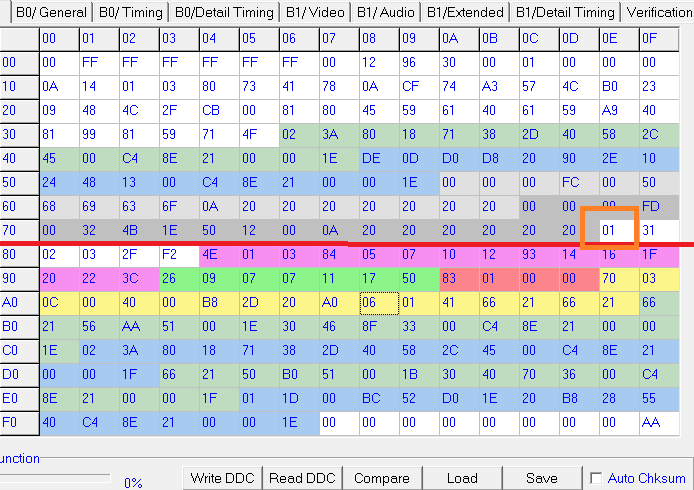 B0/ General B0/ Timing B0/Detail Timing B1/ Video B1/ Audio B1/Extended B1/Detail Timing Verification
00 01 02 03 04 05 06 07 08 09 0A 0B 0C 0D 0E 0F
00 00 FF FF FF FF FF FF 00 12 96 30 00 01 00 00 00
10 0A 14 01 03 80 73 41 78 0A CF 74 A3 57 4C B0 23
20 09 48 4C 2F CB 00 81 80 45 59 61 40 61 59 A9 40
30 81 99 81 59 71 4F 02 3A 80 18 71 38 2D 40 58 2C
40 45 00 C4 8E 21 00 00 1E DE 0D D0 D8 20 90 2E 10
50 24 48 13 00 C4 8E 21 00 00 1E 00 00 00 FC 00 50
60 68 69 63 6F 0A 20 20 20 20 20 20 20 00 00 00 FD
70 00 32 4B 1E 50 12 00 0A 20 20 20 20 20 20 01 31
80 02 03 2F F2 4E 01 03 84 05 07 10 12 93 14 16 1F
90 20 22 3C 26 09 07 07 11 17 50 83 01 00 00 70 03
A0 0C 00 40 00 B8 2D 20 A0 06 01 41 66 21 66 21 66
B0 21 56 AA 51 00 1E 30 46 8F 33 00 C4 8E 21 00 00
C0 1E 02 3A 80 18 71 38 2D 40 58 2C 45 00 C4 8E 21
D0 00 00 1F 66 21 50 B0 51 00 1B 30 40 70 36 00 C4
E0 8E 21 00 00 1F 01 1D 00 BC 52 D0 1E 20 B8 28 55
F0 40 C4 8E 21 00 00 1E 00 00 00 00 00 00 00 00 AA
unction
0% Write DDC Read DDC Compare Load Save Auto Chksum